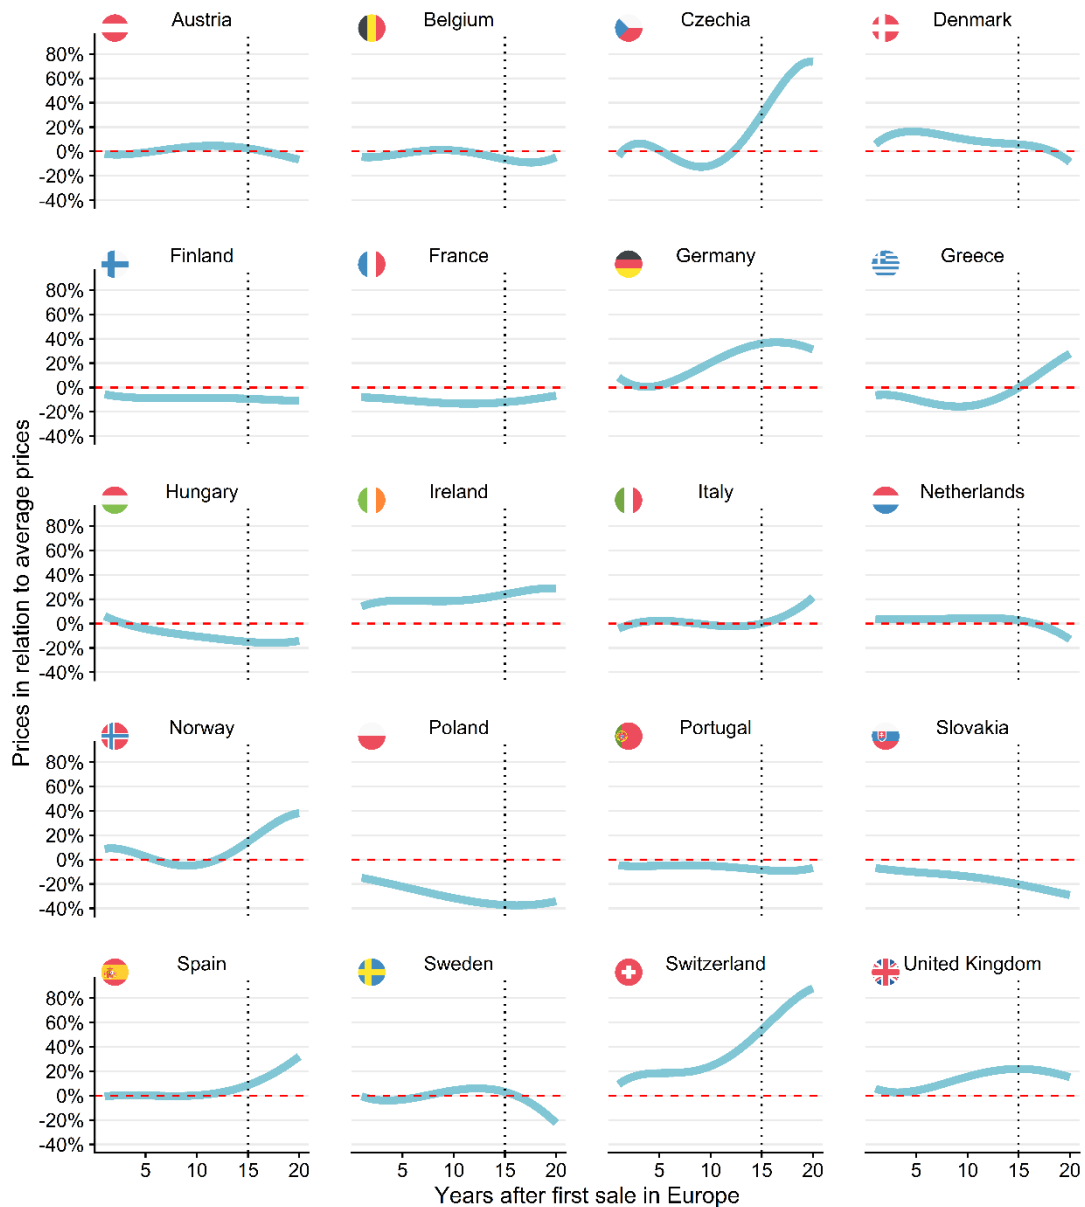 Prices in relation to average prices
Austria
Belgium
Czechia
Denmark
80%
60%
40%
20%
0%
-20%
-40%
Finland
France
Germany
Greece
80%
60%
40%
20%
0%
-20%
-40%
Hungary
Ireland
Italy
Netherlands
80%
60%
40%
20%
0%
-20%
-40%
Norway
Poland
Portugal
Slovakia
80%
60%
40%
20%
0%
-20%
-40%
Spain
Sweden
Switzerland
United Kingdom
80%
60%
40%
20%
0%
-20%
-40%
5 10 15 20
5 10 15 20
5 10 15 20
5 10 15 20
Years after first sale in Europe